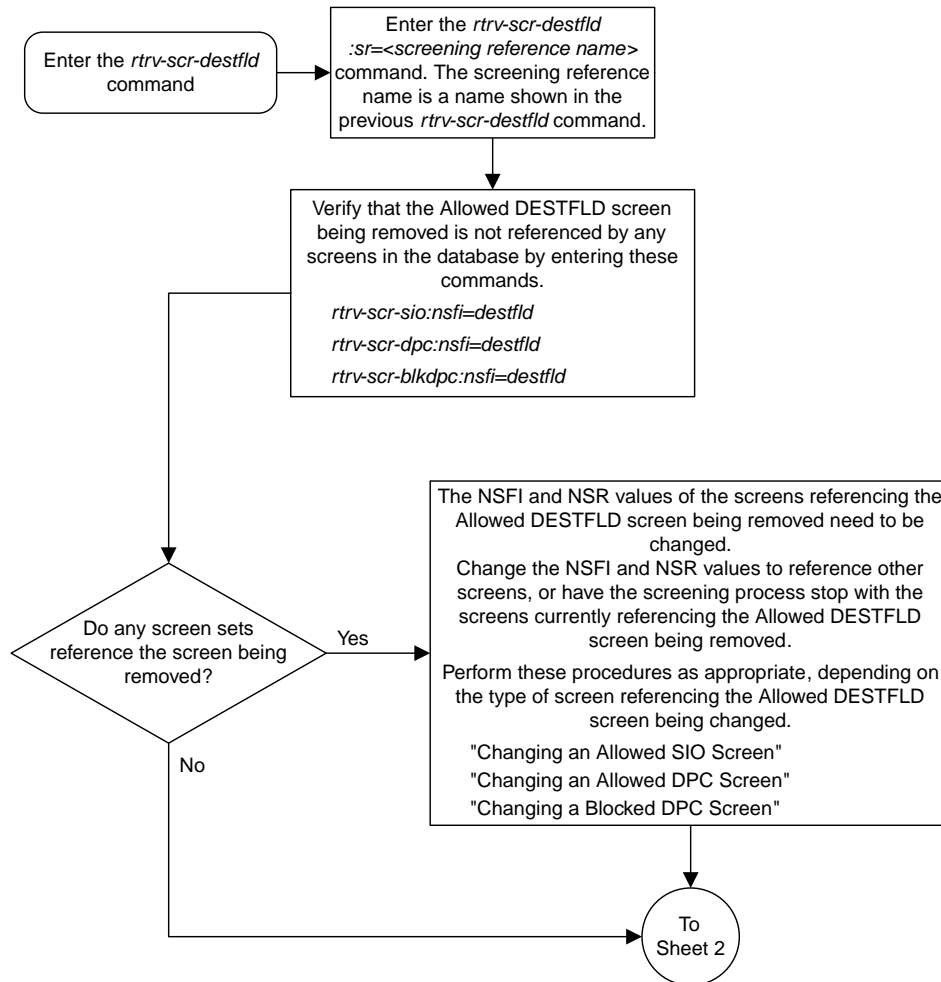 Enter the rtrv-scr-destfld
command
Enter the rtrv-scr-destfld
:sr=<screening reference name>
command. The screening reference
name is a name shown in the
previous rtrv-scr-destfld command.
Verify that the Allowed DESTFLD screen
being removed is not referenced by any
screens in the database by entering these
commands.
rtrv-scr-sio:nsfi=destfld
rtrv-scr-dpc:nsfi=destfld
rtrv-scr-blkdpc:nsfi=destfld
Do any screen sets
reference the screen being
removed?
Yes
No
The NSFI and NSR values of the screens referencing the
Allowed DESTFLD screen being removed need to be
changed.
Change the NSFI and NSR values to reference other
screens, or have the screening process stop with the
screens currently referencing the Allowed DESTFLD
screen being removed.
Perform these procedures as appropriate, depending on
the type of screen referencing the Allowed DESTFLD
screen being changed.
"Changing an Allowed SIO Screen"
"Changing an Allowed DPC Screen"
"Changing a Blocked DPC Screen"
To
Sheet 2